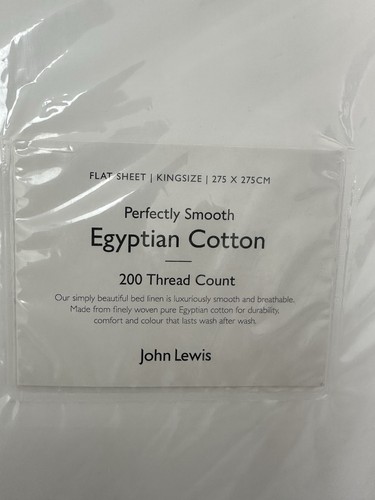 FLAT SHEET | KINGSIZE | 275 X 275CM
Perfectly Smooth
Egyptian Cotton
200 Thread Count
Our simply beautiful bed linen is luxuriously smooth and breathable.
Made from finely woven pure Egyptian cotton for durability,
comfort and colour that lasts wash after wash.
John Lewis